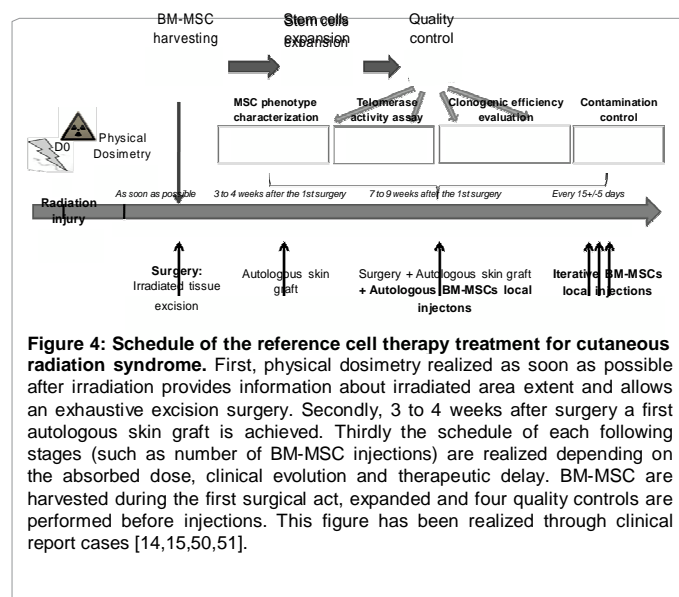 BM-MSC
harvesting
Stem cells
expansion
Quality
control
MSC phenotype
characterization
Telomerase
activity assay
Clonogenic efficiency
evaluation
Contamination
control
D0
Physical
Dosimetry
As soon as possible
3 to 4 weeks after the 1st surgery
7 to 9 weeks after the 1st surgery
Every 15+/-5 days
Radiation
injury
Surgery:
Irradiated tissue
excision
Autologous skin
graft
Surgery + Autologous skin graft
+ Autologous BM-MSCs local
injectons
Iterative BM-MSCs
local injections
Figure 4: Schedule of the reference cell therapy treatment for cutaneous
radiation syndrome. First, physical dosimetry realized as soon as possible
after irradiation provides information about irradiated area extent and allows
an exhaustive excision surgery. Secondly, 3 to 4 weeks after surgery a first
autologous skin graft is achieved. Thirdly the schedule of each following
stages (such as number of BM-MSC injections) are realized depending on
the absorbed dose, clinical evolution and therapeutic delay. BM-MSC are
harvested during the first surgical act, expanded and four quality controls are
performed before injections. This figure has been realized through clinical
report cases [14,15,50,51].